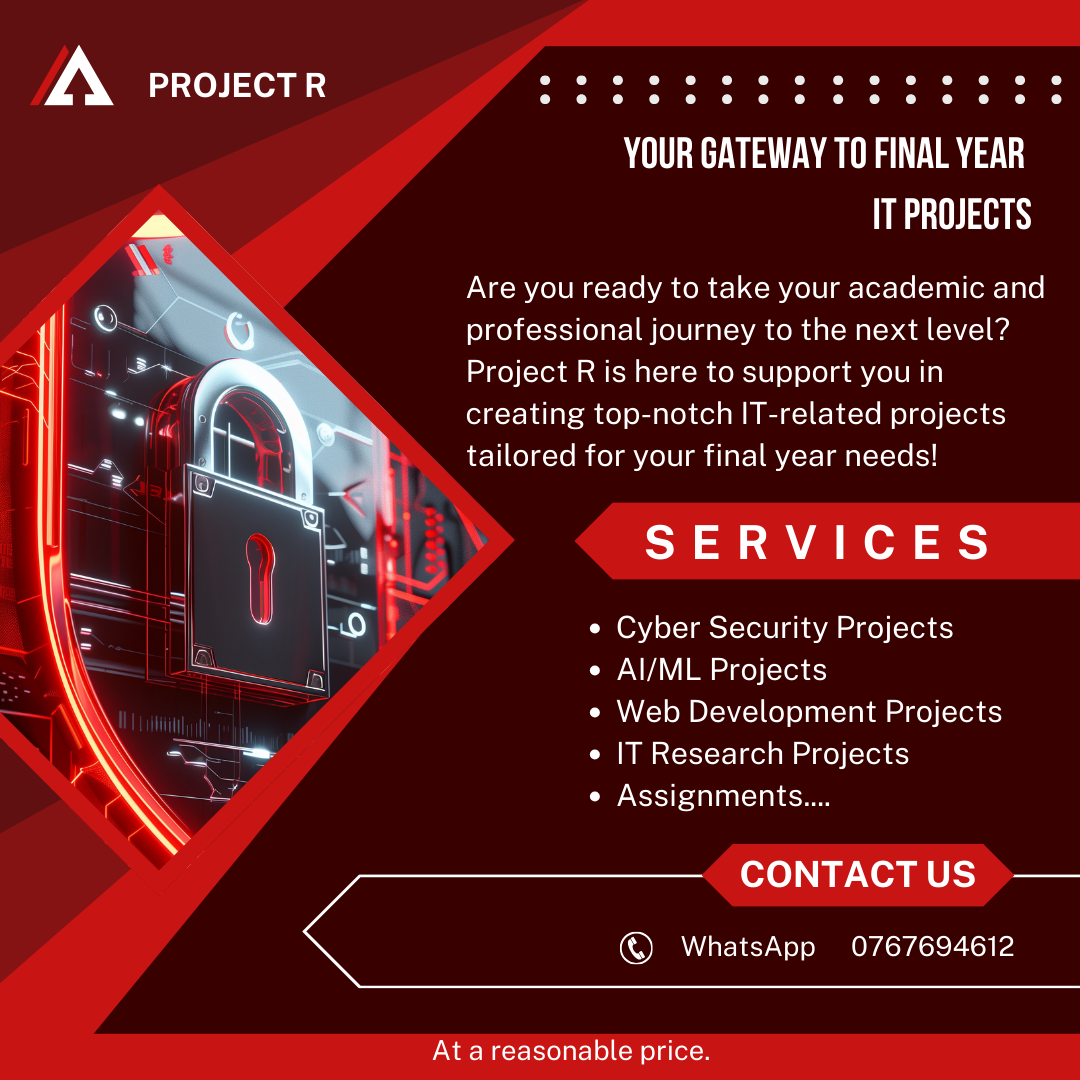 PROJECT R
YOUR GATEWAY TO FINAL YEAR
IT PROJECTS
Are you ready to take your academic and
professional journey to the next level?
Project R is here to support you in
creating top-notch IT-related projects
tailored for your final year needs!
SERVICES
• Cyber Security Projects
• AI/ML Projects
• Web Development Projects
• IT Research Projects
• Assignments....
CONTACT US
WhatsApp 0767694612
At a reasonable price.